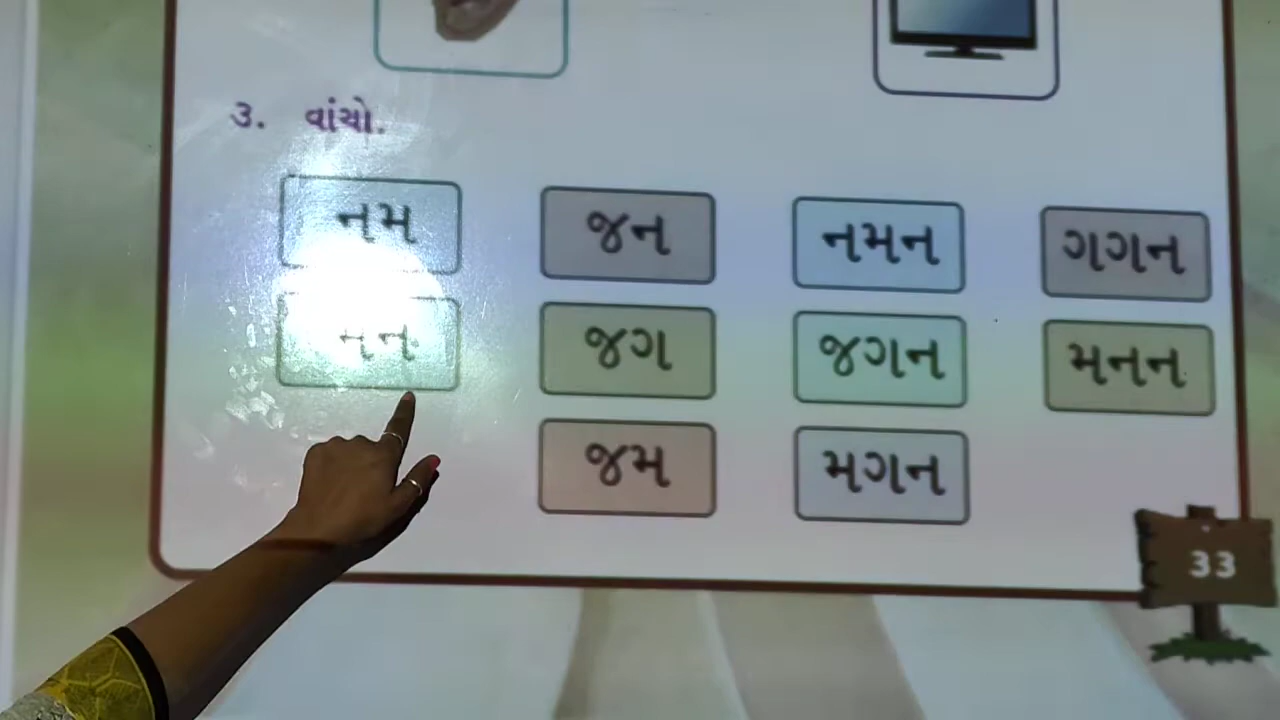 ૩. વાંચો.
નમ જન નમન ગગન
જગ જગન મનન
જમ મગન
33